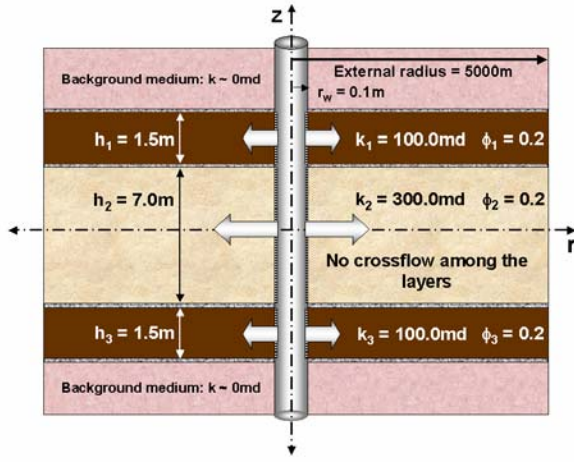 z
Background medium: k ~ 0md
External radius = 5000m
r_w = 0.1m
h₁ = 1.5m
k₁ = 100.0md ϕ₁ = 0.2
h₂ = 7.0m
k₂ = 300.0md ϕ₂ = 0.2
r
No crossflow among the
layers
h₃ = 1.5m
k₃ = 100.0md ϕ₃ = 0.2
Background medium: k ~ 0md